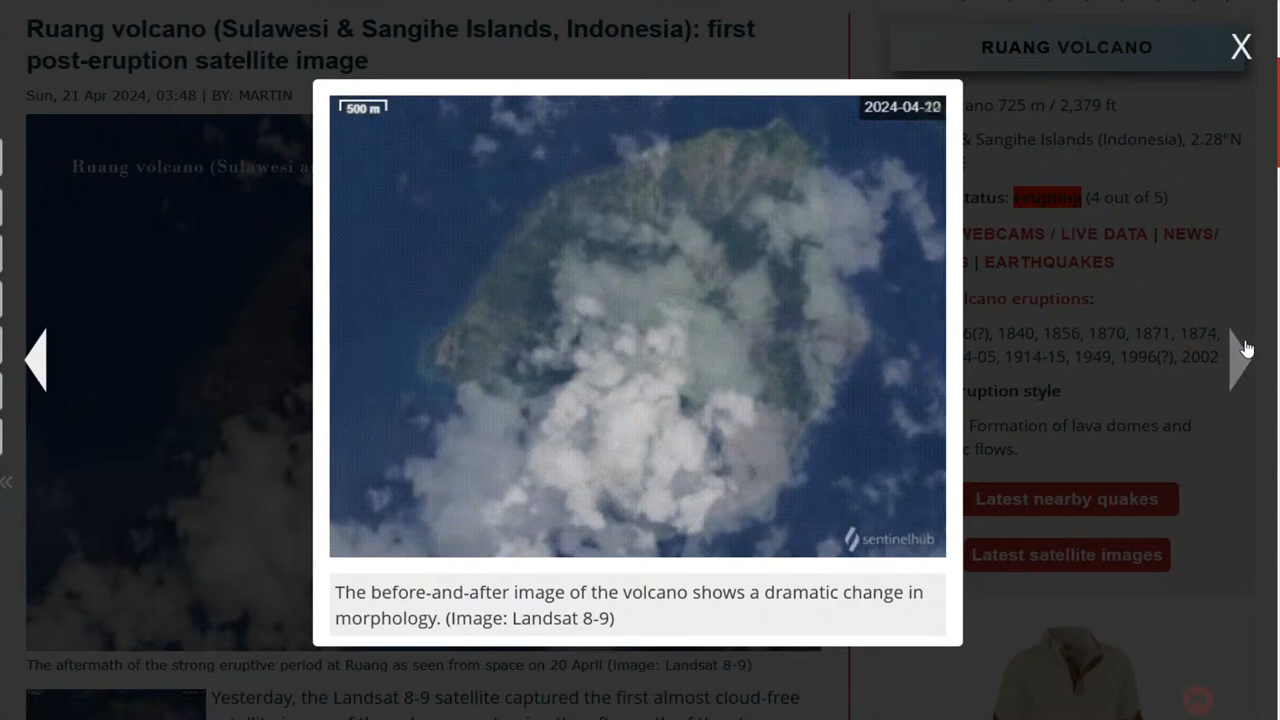 Ruang volcano (Sulawesi & Sangihe Islands, Indonesia): first
post-eruption satellite image
Sun, 21 Apr 2024, 03:48 | BY: MARTIN
Ruang volcano (Sulawesi a
500 m
sentinelhub
The before-and-after image of the volcano shows a dramatic change in
morphology. (Image: Landsat 8-9)
The aftermath of the strong eruptive period at Ruang as seen from space on 20 April (image: Landsat 8-9)
Yesterday, the Landsat 8-9 satellite captured the first almost cloud-free
X
RUANG VOLCANO
ano 725 m / 2,379 ft
& Sangihe Islands (Indonesia), 2.28°N
tatus: erupting (4 out of 5)
WEBCAMS / LIVE DATA | NEWS/
S | EARTHQUAKES
lcano eruptions:
6(?), 1840, 1856, 1870, 1871, 1874,
4-05, 1914-15, 1949, 1996(?), 2002
ruption style
Formation of lava domes and
c flows.
Latest nearby quakes
Latest satellite images